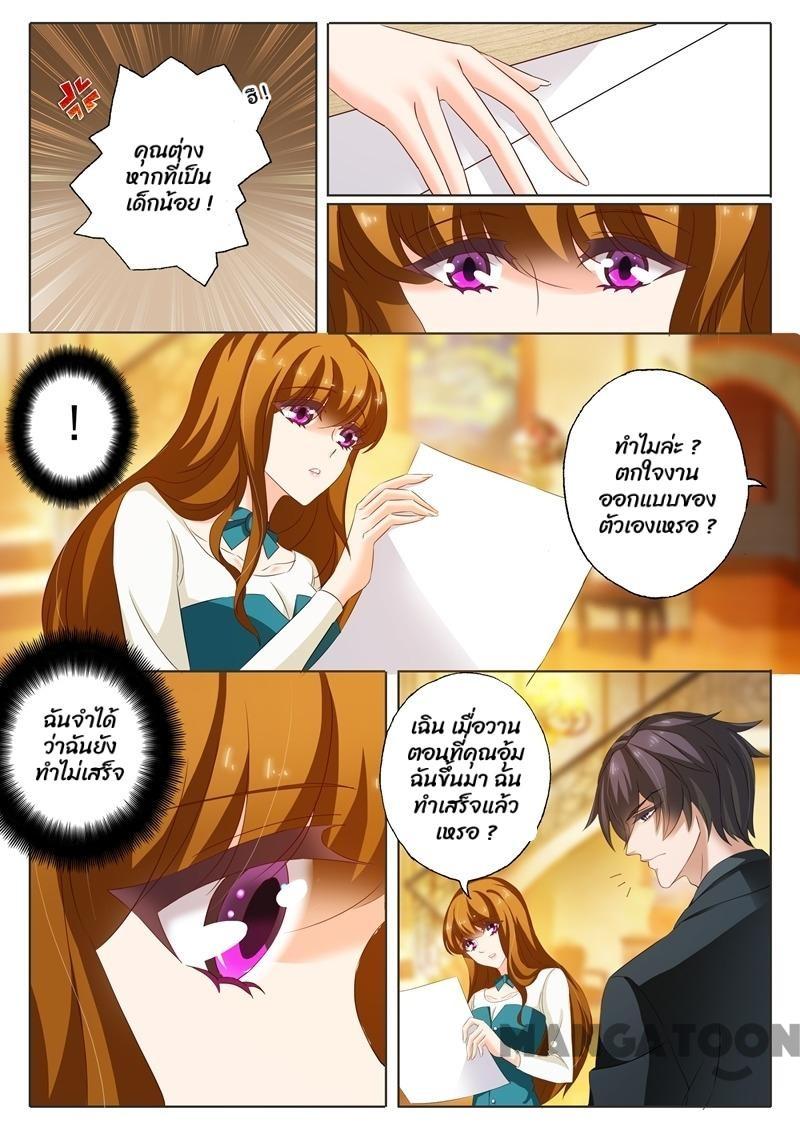 ฮึ!!
คุณต่าง
หากที่เป็น
เด็กน้อย !
!
ทำไมล่ะ ?
ตกใจงาน
ออกแบบของ
ตัวเองเหรอ ?
ฉันจำได้
ว่าฉันยัง
ทำไม่เสร็จ
เฉิน เมื่อวาน
ตอนที่คุณอุ้ม
ฉันขึ้นมา ฉัน
ทำเสร็จแล้ว
เหรอ ?
MANGATOON